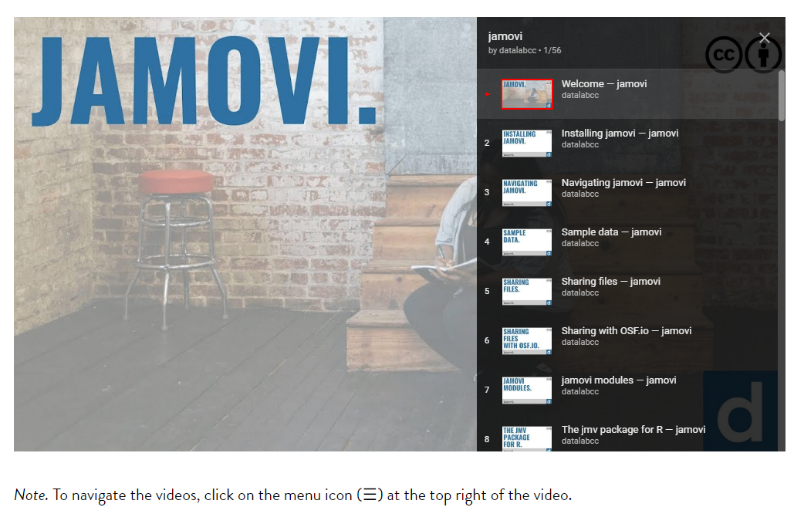 JAMOVI.
jamovi
by datalabcc • 1/56
cc
JAMOVI.
Welcome — jamovi
datalabcc
2
INSTALLING
JAMOVI.
Installing jamovi — jamovi
datalabcc
3
NAVIGATING
JAMOVI.
Navigating jamovi — jamovi
datalabcc
4
SAMPLE
DATA.
Sample data — jamovi
datalabcc
5
SHARING
FILES.
Sharing files — jamovi
datalabcc
6
SHARING
FILES
WITH OSF.IO.
Sharing with OSF.io — jamovi
datalabcc
7
JAMOVI
MODULES.
jamovi modules — jamovi
datalabcc
8
THE JMV
PACKAGE
FOR R.
The jmv package for R — jamovi
datalabcc
d
Note. To navigate the videos, click on the menu icon (☰) at the top right of the video.